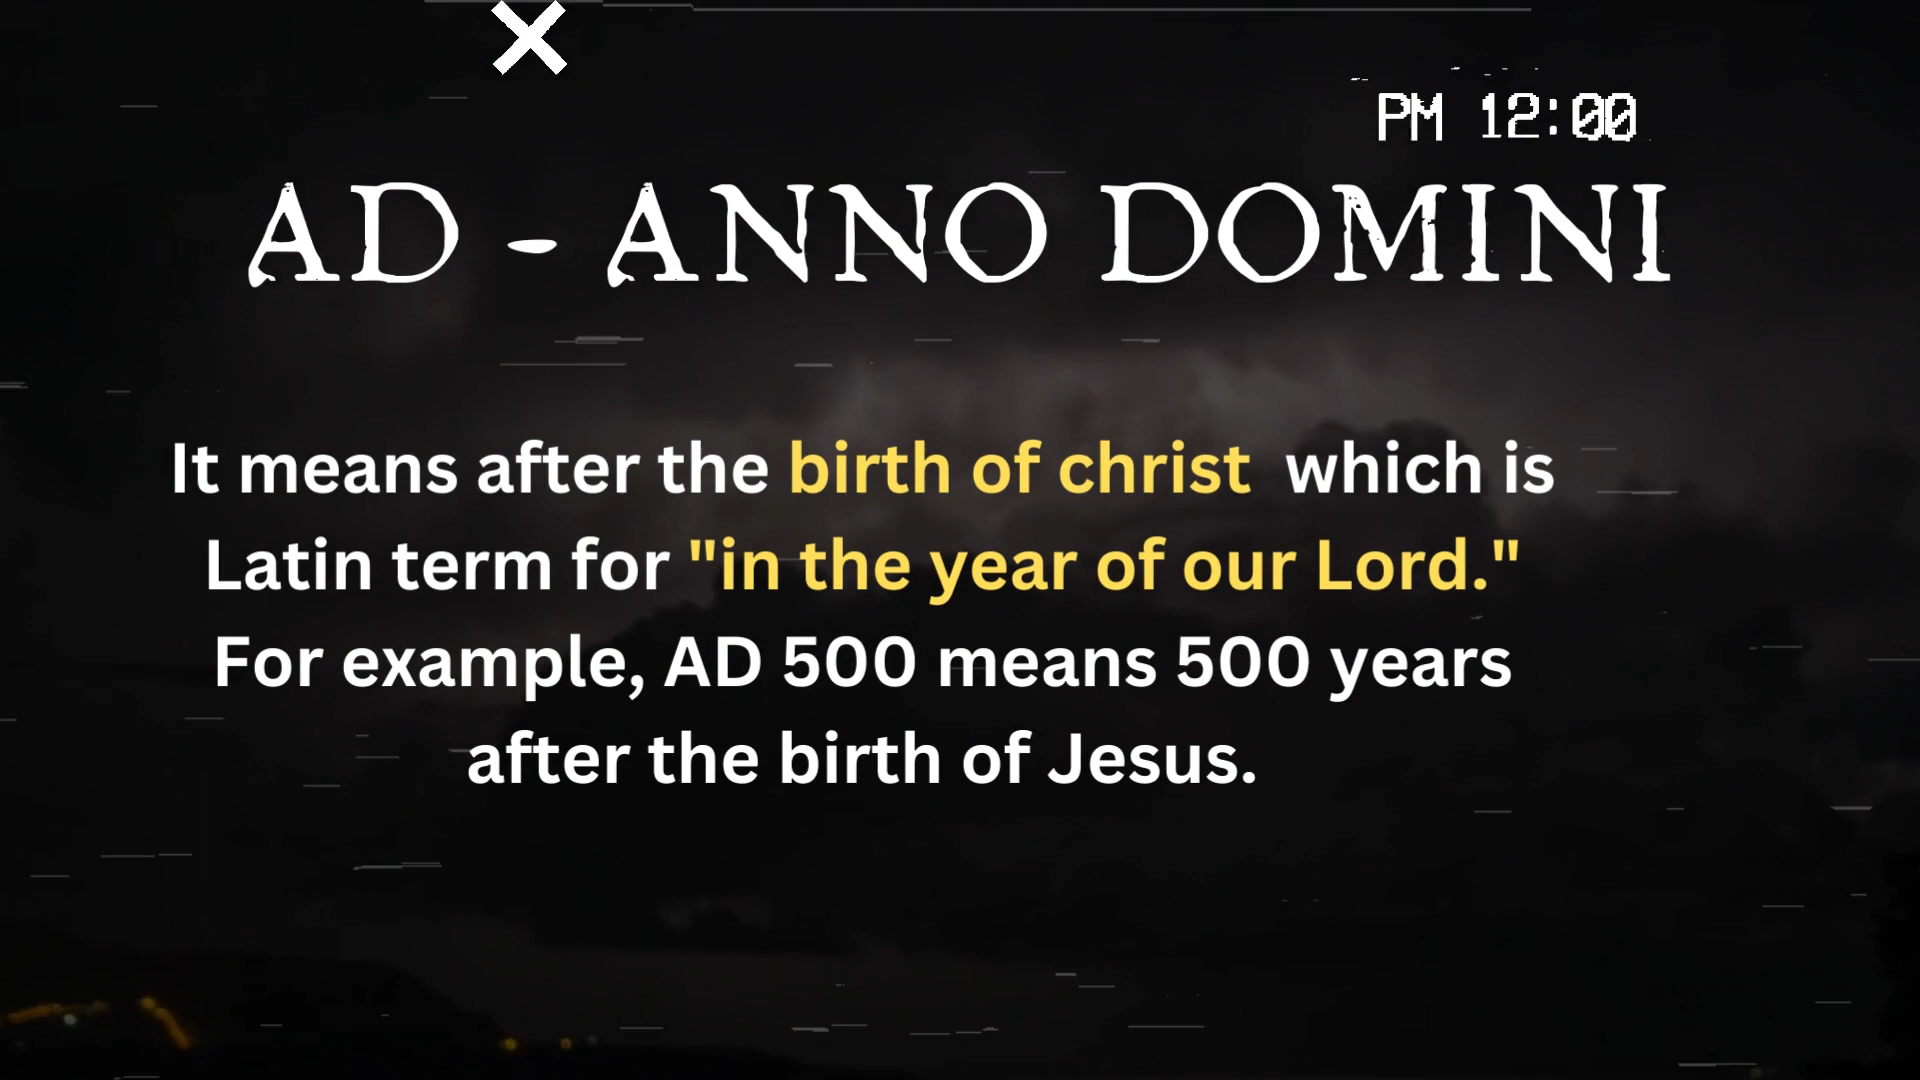 PM 12:00
AD - ANNO DOMINI
It means after the birth of christ which is
Latin term for "in the year of our Lord."
For example, AD 500 means 500 years
after the birth of Jesus.